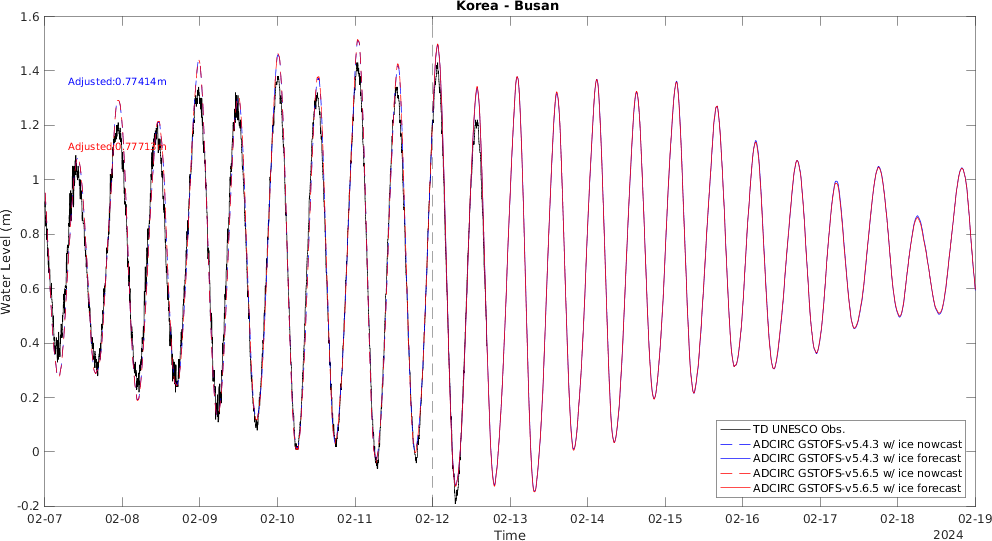 Korea - Busan
1.6
1.4
1.2
1
0.8
0.6
0.4
0.2
0
-0.2
Water Level (m)
Adjusted:0.77414m
TD UNESCO Obs.
ADCIRC GSTOFS-v5.4.3 w/ ice nowcast
ADCIRC GSTOFS-v5.4.3 w/ ice forecast
ADCIRC GSTOFS-v5.6.5 w/ ice nowcast
ADCIRC GSTOFS-v5.6.5 w/ ice forecast
02-07 02-08 02-09 02-10 02-11 02-12 02-13 02-14 02-15 02-16 02-17 02-18 02-19
Time
2024